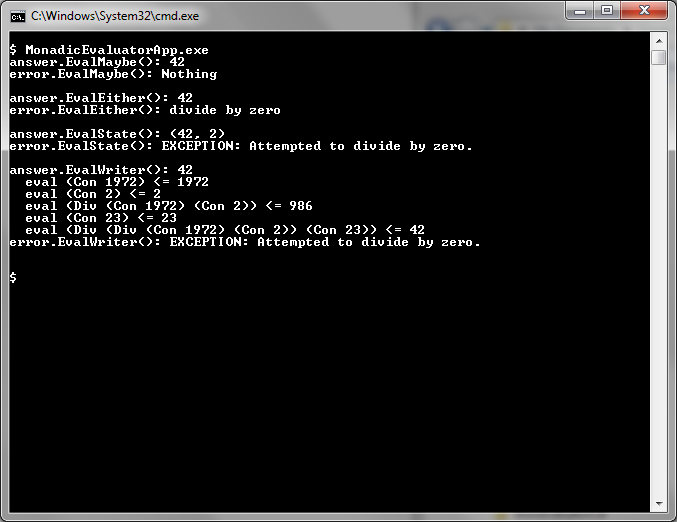 C:\Windows\System32\cmd.exe
$ MonadicEvaluatorApp.exe
answer.EvalMaybe(): 42
error.EvalMaybe(): Nothing
answer.EvalEither(): 42
error.EvalEither(): divide by zero
answer.EvalState(): (42, 2)
error.EvalState(): EXCEPTION: Attempted to divide by zero.
answer.EvalWriter(): 42
  eval (Con 1972) <= 1972
  eval (Con 2) <= 2
  eval (Div (Con 1972) (Con 2)) <= 986
  eval (Con 23) <= 23
  eval (Div (Div (Con 1972) (Con 2)) (Con 23)) <= 42
error.EvalWriter(): EXCEPTION: Attempted to divide by zero.
$